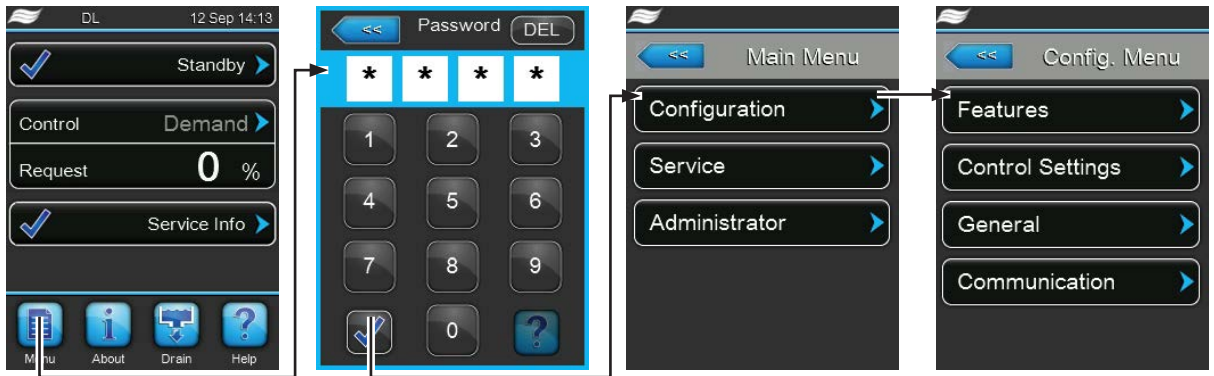 DL 12 Sep 14:13
Standby
Control Demand
Request 0 %
Service Info
Menu About Drain Help
<< Password DEL
* * * *
1 2 3
4 5 6
7 8 9
0 ?
<< Main Menu
Configuration
Service
Administrator
<< Config. Menu
Features
Control Settings
General
Communication